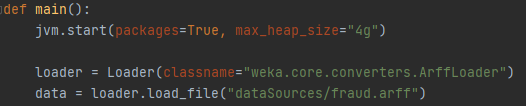 def main():
    jvm.start(packages=True, max_heap_size="4g")
    loader = Loader(classname="weka.core.converters.ArffLoader")
    data = loader.load_file("dataSources/fraud.arff")